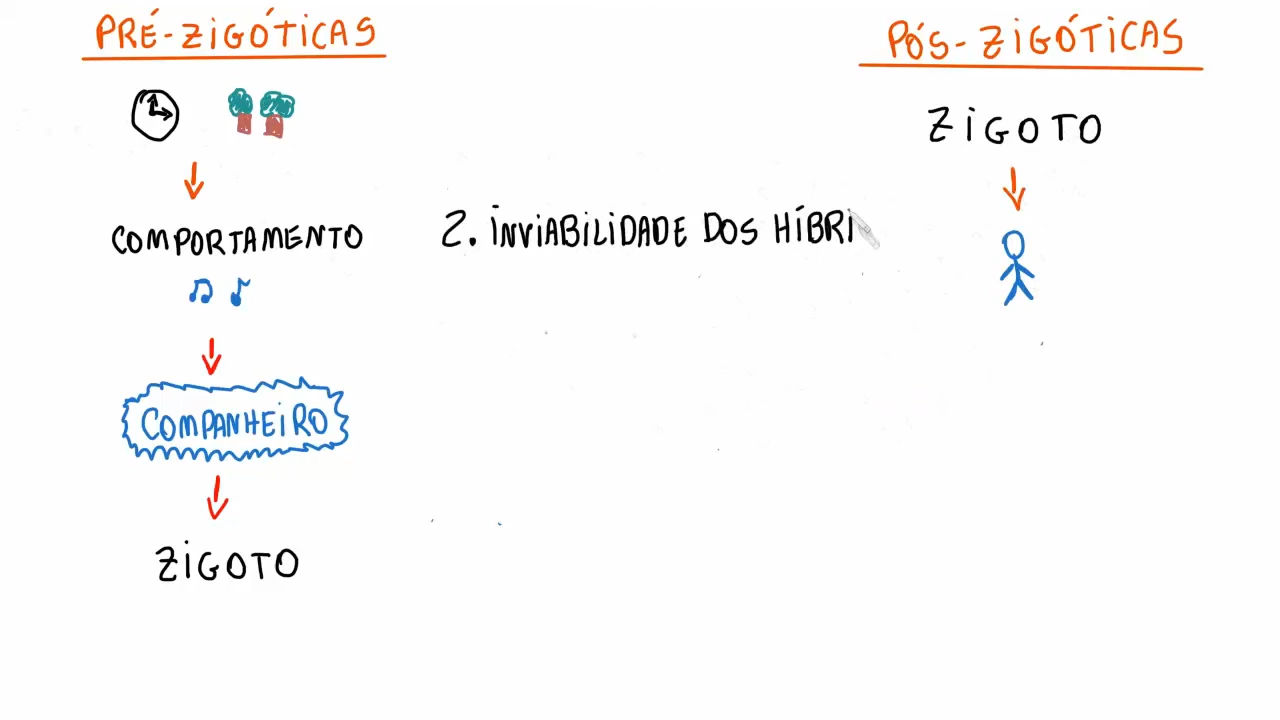 PRÉ-ZIGÓTICAS
COMPORTAMENTO
COMPANHEIRO
ZIGOTO
2. INVIABILIDADE DOS HÍBRI
PÓS-ZIGÓTICAS
ZIGOTO